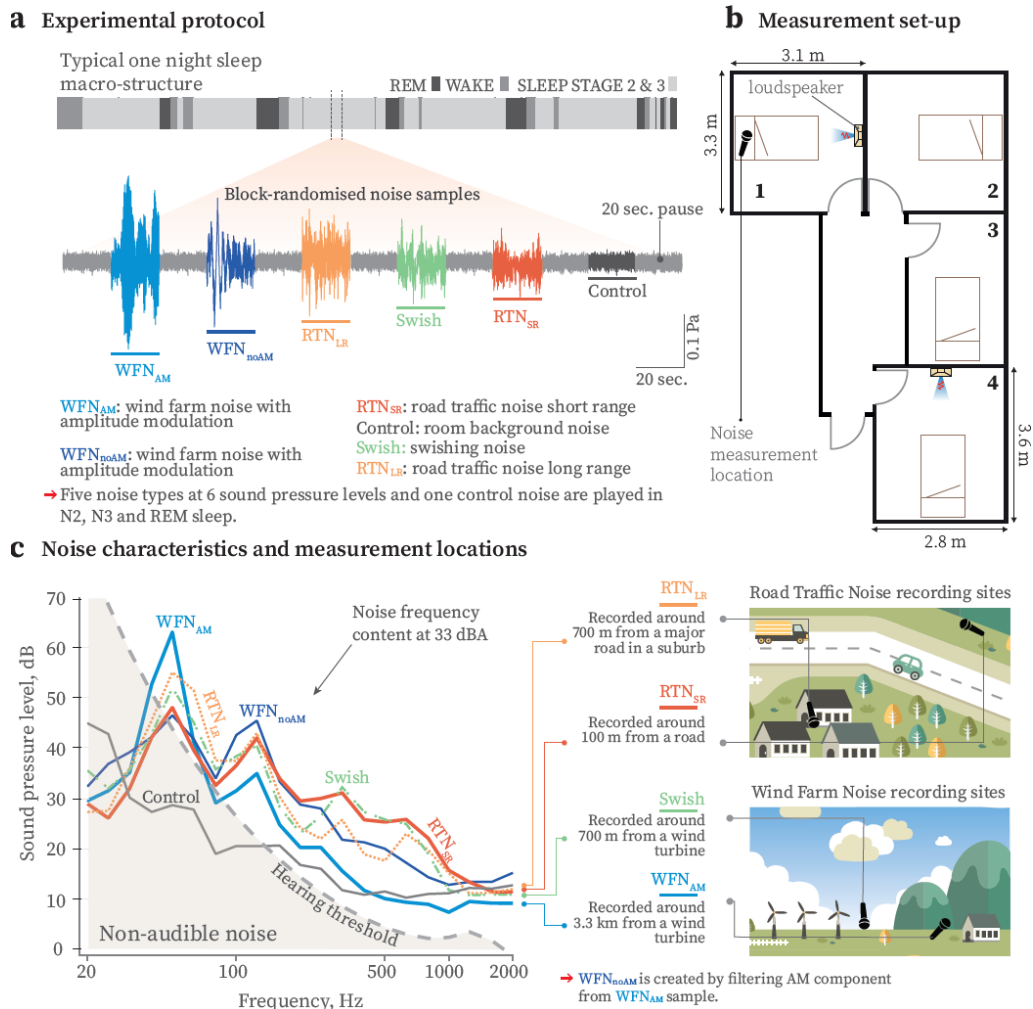 a Experimental protocol
Typical one night sleep
macro-structure
REM WAKE SLEEP STAGE 2 & 3
Block-randomised noise samples
20 sec. pause
WFNAM
WFNnoAM
RTNLR
Swish
RTNSR
Control
0.1 Pa
20 sec.
WFNAM: wind farm noise with
amplitude modulation
WFNnoAM: wind farm noise with
amplitude modulation
RTNSR: road traffic noise short range
Control: room background noise
Swish: swishing noise
RTNLR: road traffic noise long range
→ Five noise types at 6 sound pressure levels and one control noise are played in
N2, N3 and REM sleep.
b Measurement set-up
3.1 m
loudspeaker
3.3 m
1
2
3
4
Noise
measurement
location
3.6 m
2.8 m
c Noise characteristics and measurement locations
Sound pressure level, dB
70
60
50
40
30
20
10
0
WFNAM
RTNLR
WFNnoAM
Noise frequency
content at 33 dBA
Control
Swish
RTNSR
Hearing threshold
Non-audible noise
20
100
500
1000
2000
Frequency, Hz
RTNLR
Recorded around
700 m from a major
road in a suburb
RTNSR
Recorded around
100 m from a road
Swish
Recorded around
700 m from a wind
turbine
WFNAM
Recorded around
3.3 km from a wind
turbine
Road Traffic Noise recording sites
Wind Farm Noise recording sites
→ WFNnoAM is created by filtering AM component
from WFNAM sample.